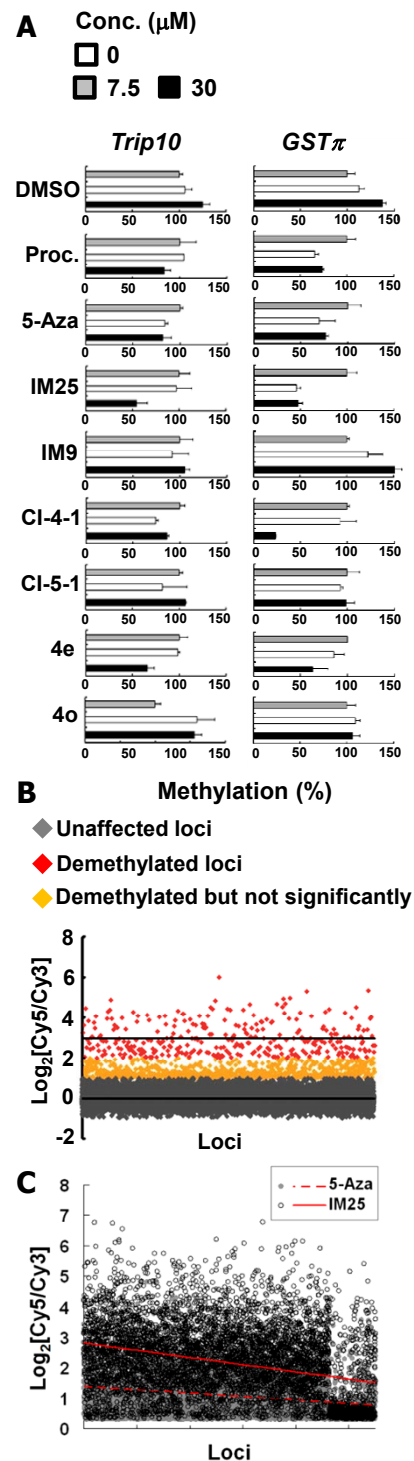 A
Conc. (μM)
0
7.5 30
Trip10 GSTπ
DMSO
0 50 100 150 0 50 100 150
Proc.
0 50 100 150 0 50 100 150
5-Aza
0 50 100 150 0 50 100 150
IM25
0 50 100 150 0 50 100 150
IM9
0 50 100 150 0 50 100 150
CI-4-1
0 50 100 150 0 50 100 150
CI-5-1
0 50 100 150 0 50 100 150
4e
0 50 100 150 0 50 100 150
4o
0 50 100 150 0 50 100 150
Methylation (%)
B
Unaffected loci
Demethylated loci
Demethylated but not significantly
8
6
4
2
0
-2
Log2[Cy5/Cy3]
Loci
C
5-Aza
IM25
8
7
6
5
4
3
2
1
0
Log2[Cy5/Cy3]
Loci